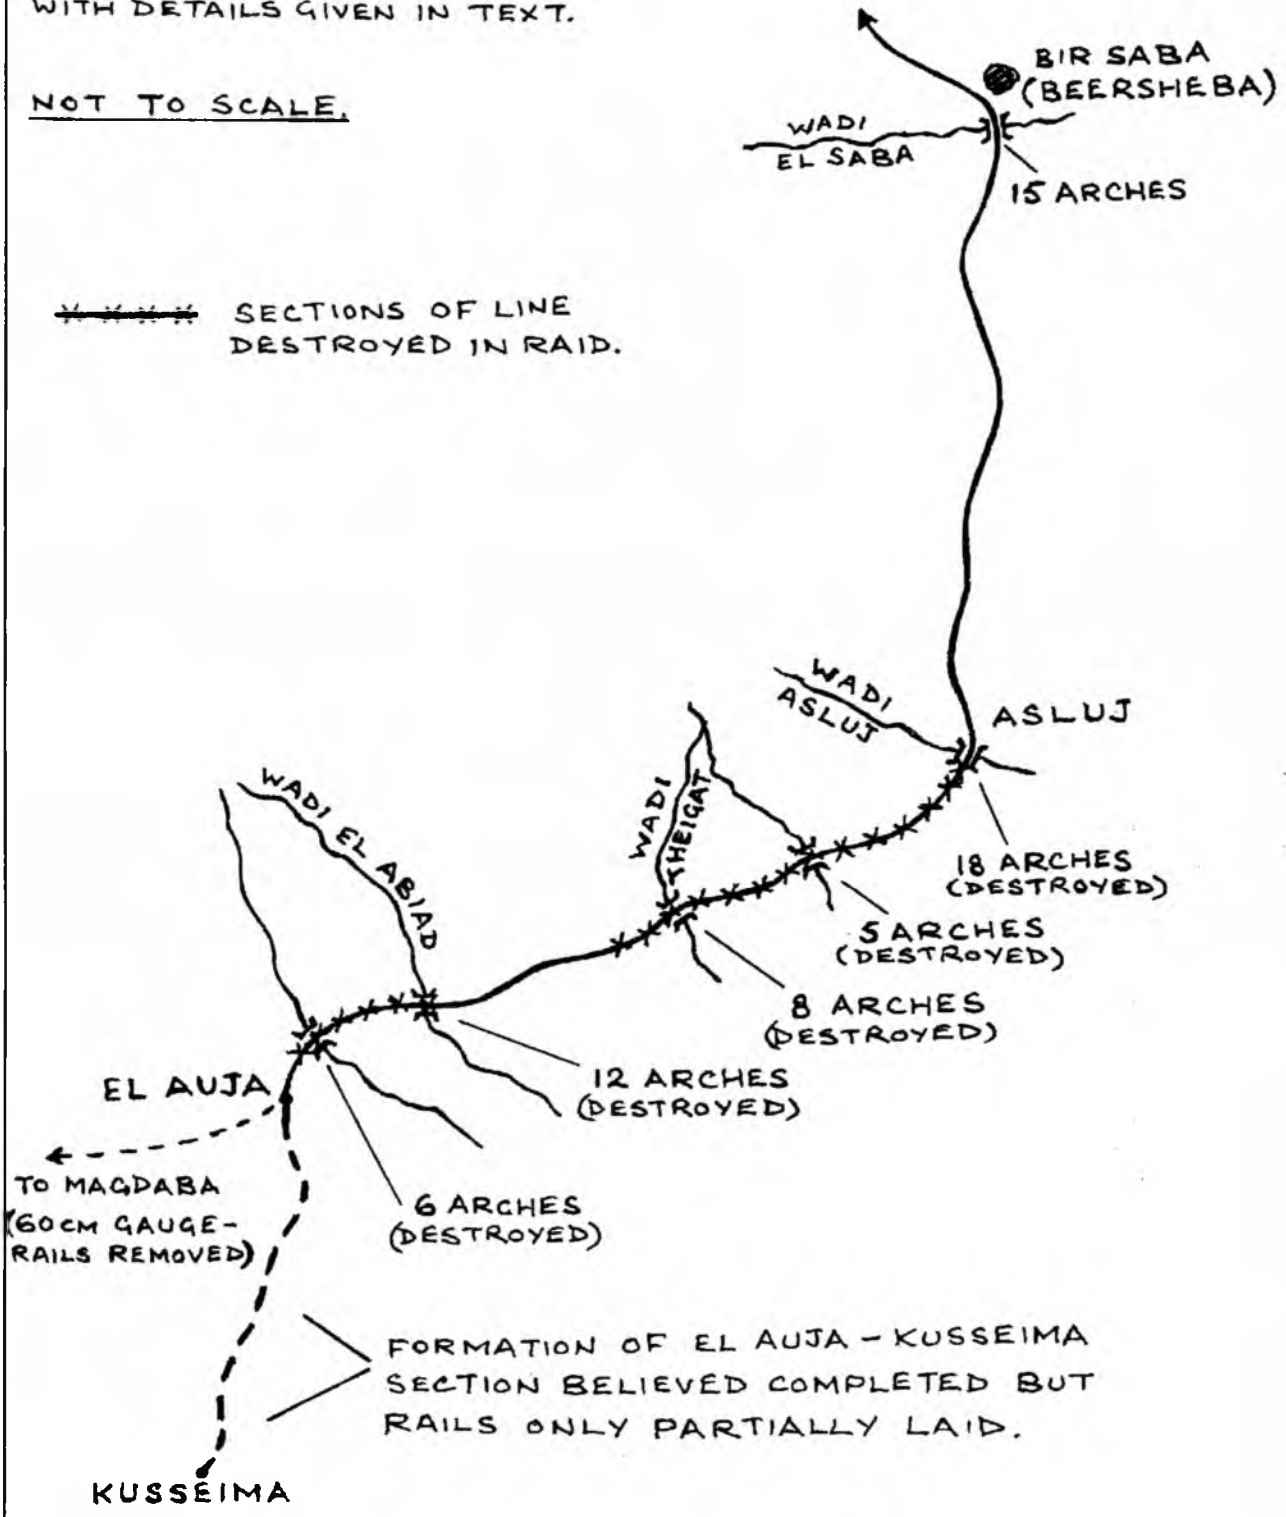 WITH DETAILS GIVEN IN TEXT.
NOT TO SCALE.
BIR SABA
(BEERSHEBA)
WADI
EL SABA
15 ARCHES
SECTIONS OF LINE
DESTROYED IN RAID.
WADI
ASLUJ
ASLUJ
WADI
THEIGAT
WADI EL ABIAD
18 ARCHES
(DESTROYED)
5 ARCHES
(DESTROYED)
8 ARCHES
(DESTROYED)
12 ARCHES
(DESTROYED)
EL AUJA
TO MAGDABA
(60CM GAUGE-
RAILS REMOVED)
6 ARCHES
(DESTROYED)
FORMATION OF EL AUJA - KUSSEIMA
SECTION BELIEVED COMPLETED BUT
RAILS ONLY PARTIALLY LAID.
KUSSEIMA